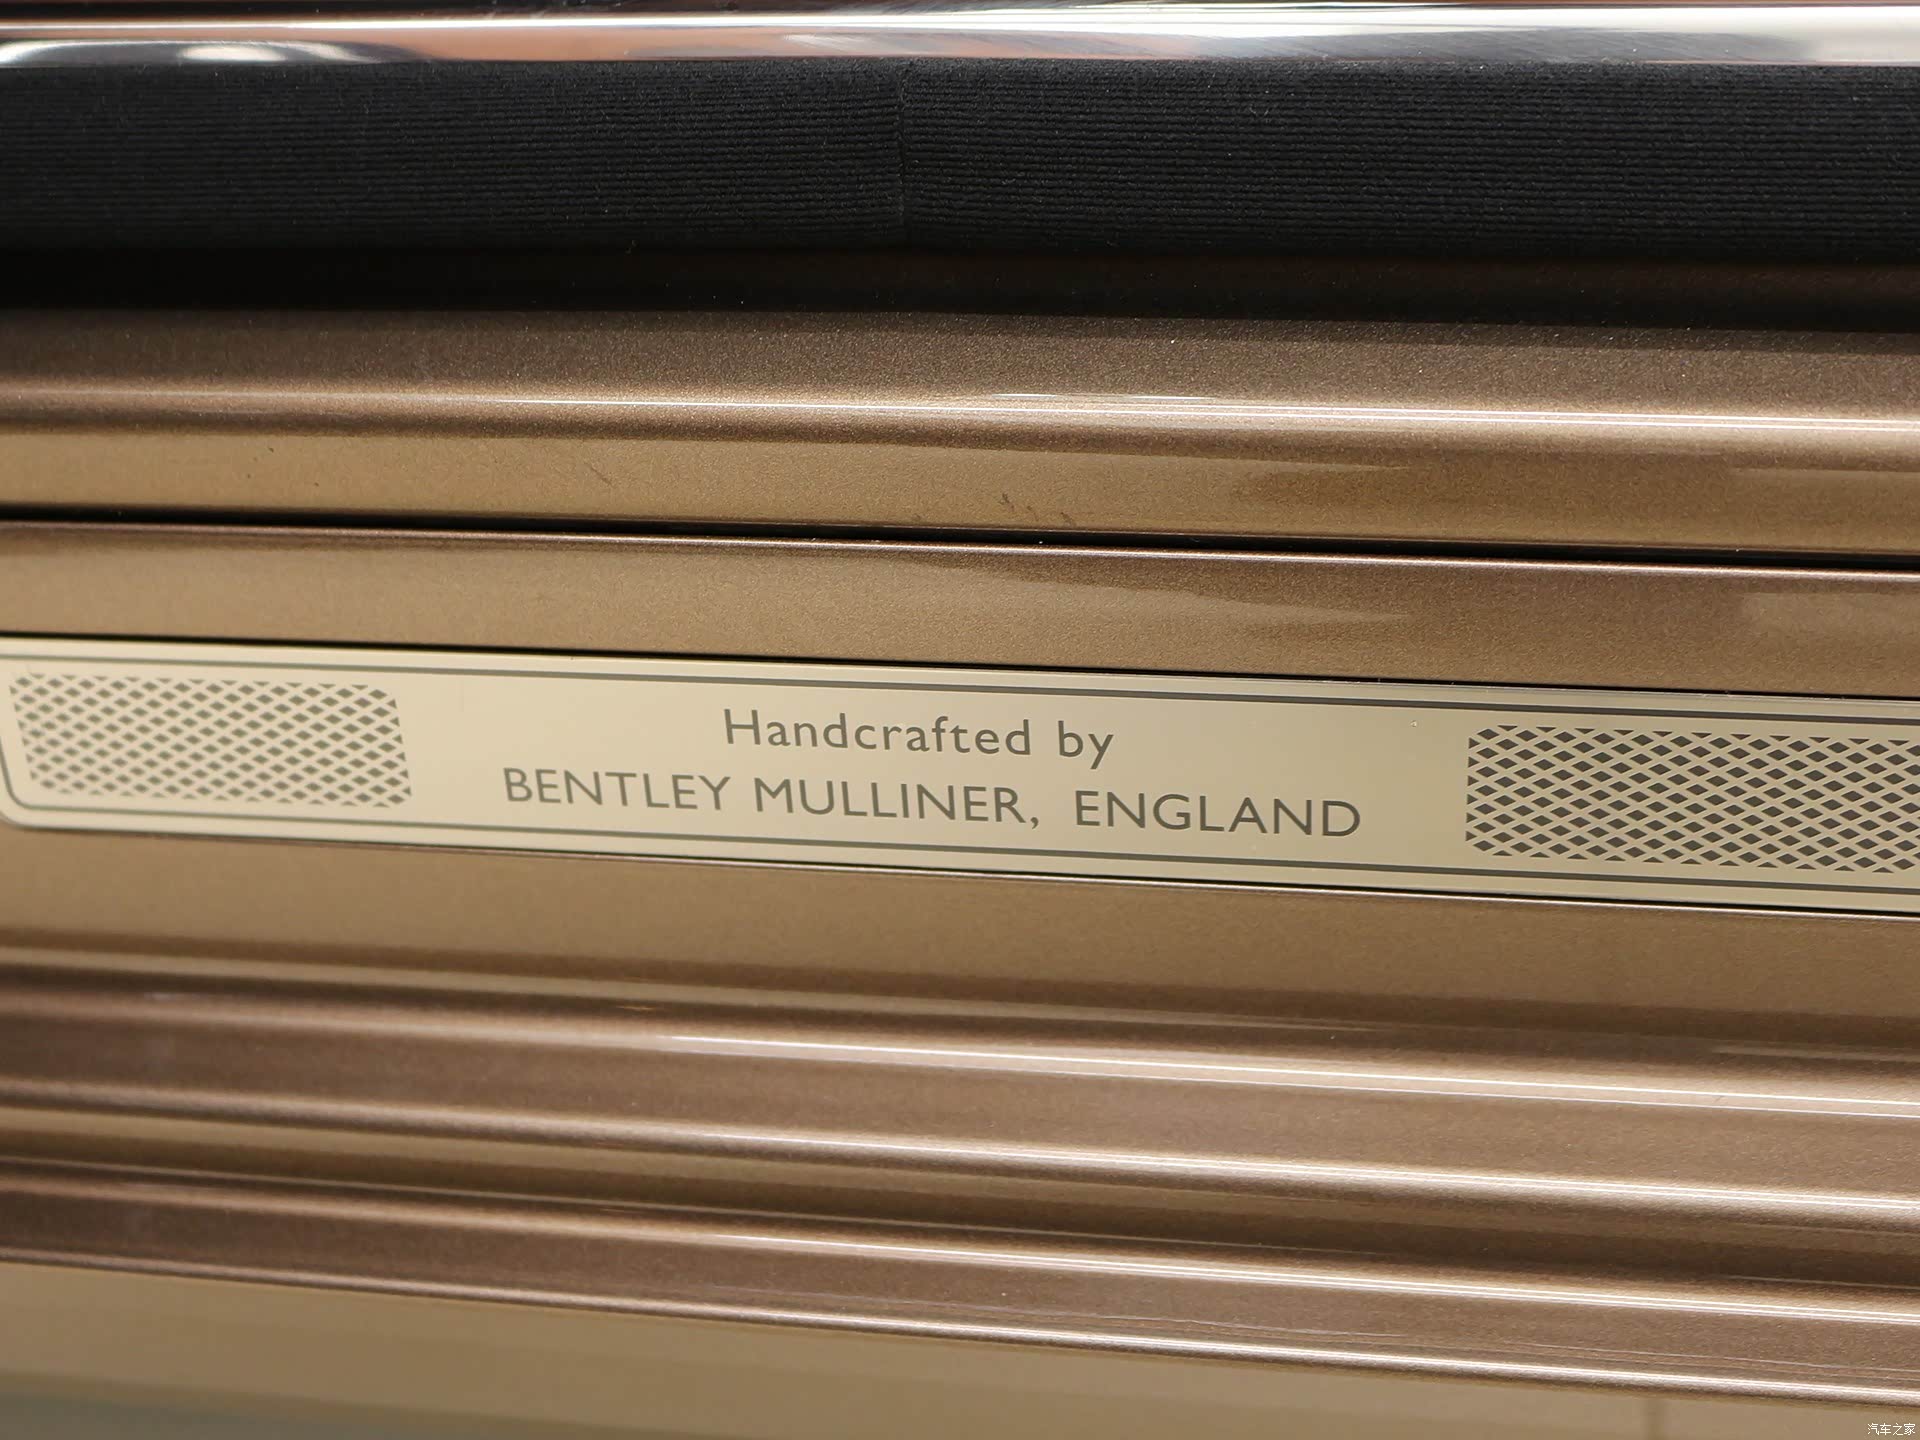 Handcrafted by
BENTLEY MULLINER, ENGLAND
汽车之家